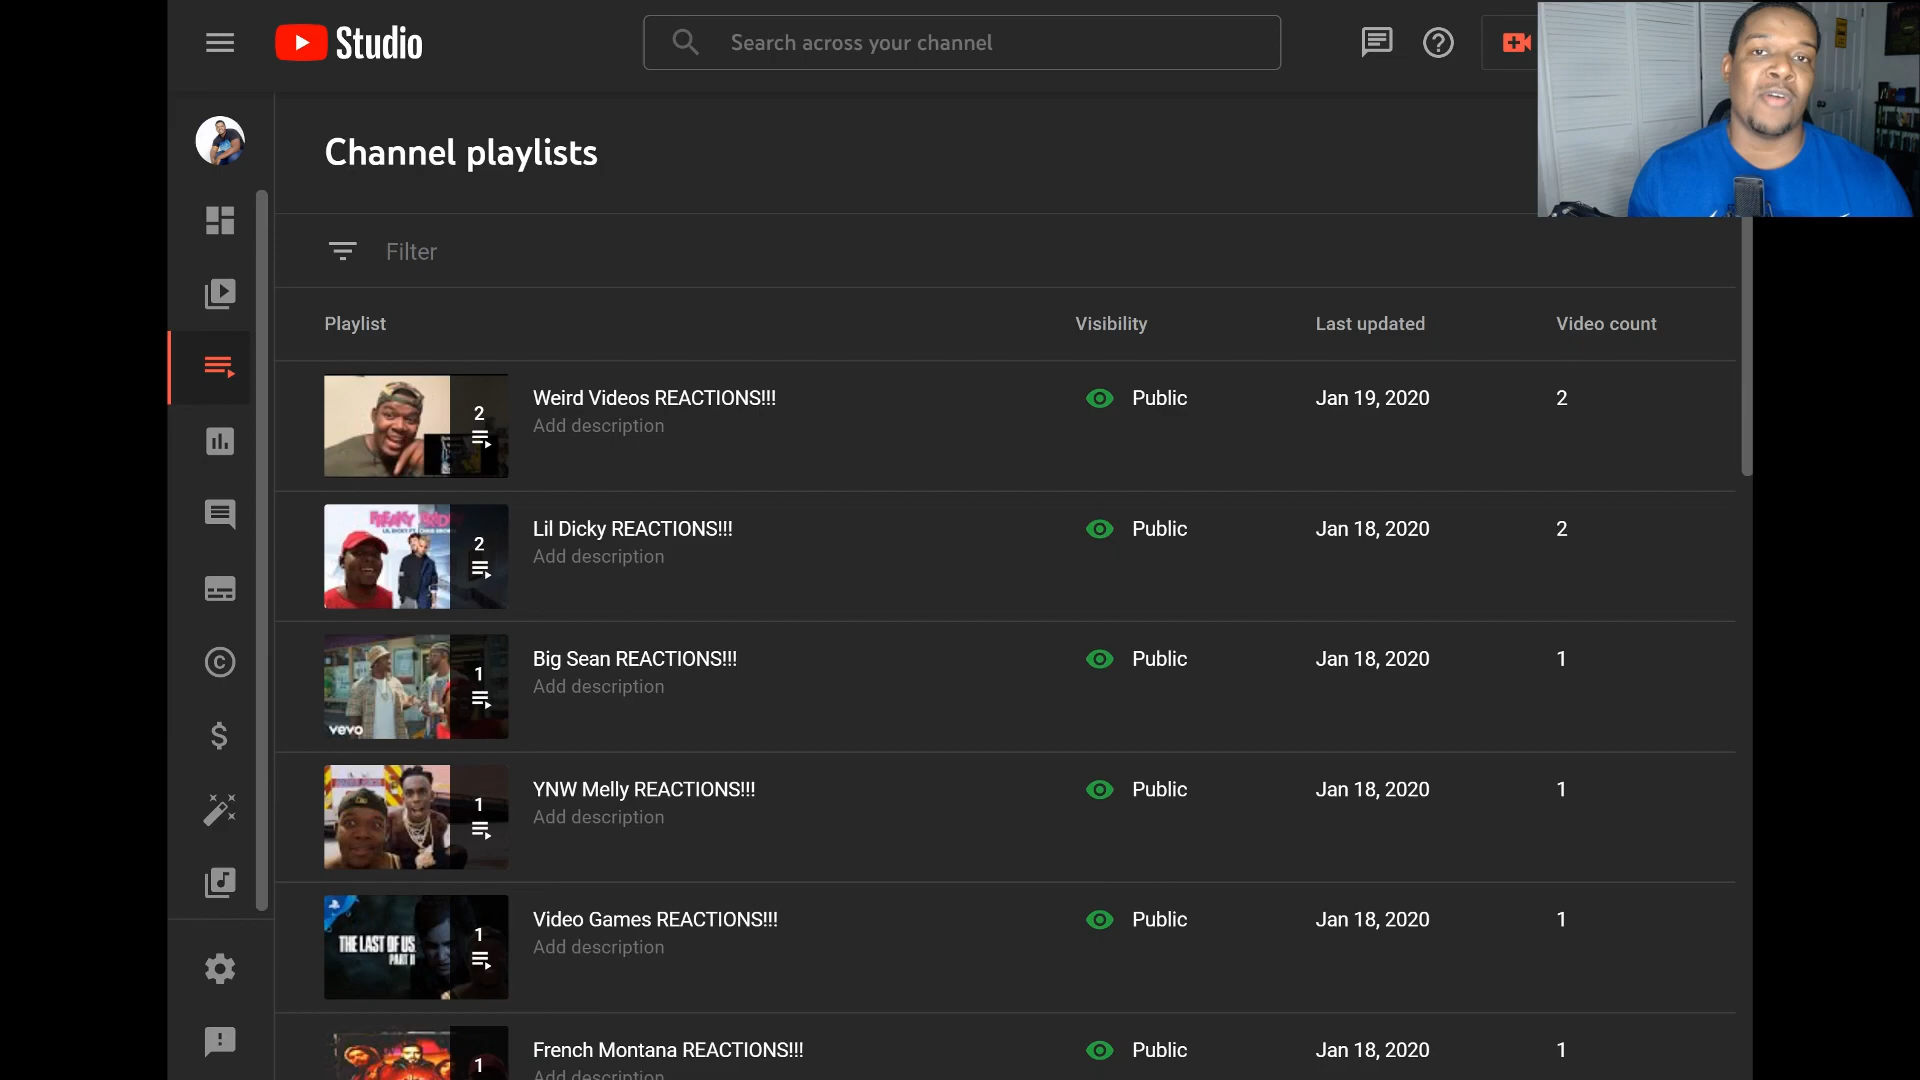 Studio
Search across your channel
Channel playlists
Filter
Playlist Visibility Last updated Video count
2
Weird Videos REACTIONS!!! Public Jan 19, 2020 2
Add description
2
Lil Dicky REACTIONS!!! Public Jan 18, 2020 2
Add description
1
Big Sean REACTIONS!!! Public Jan 18, 2020 1
Add description
vevo
1
YNW Melly REACTIONS!!! Public Jan 18, 2020 1
Add description
1
Video Games REACTIONS!!! Public Jan 18, 2020 1
Add description
THE LAST OF US
PART II
1
French Montana REACTIONS!!! Public Jan 18, 2020 1
Add description